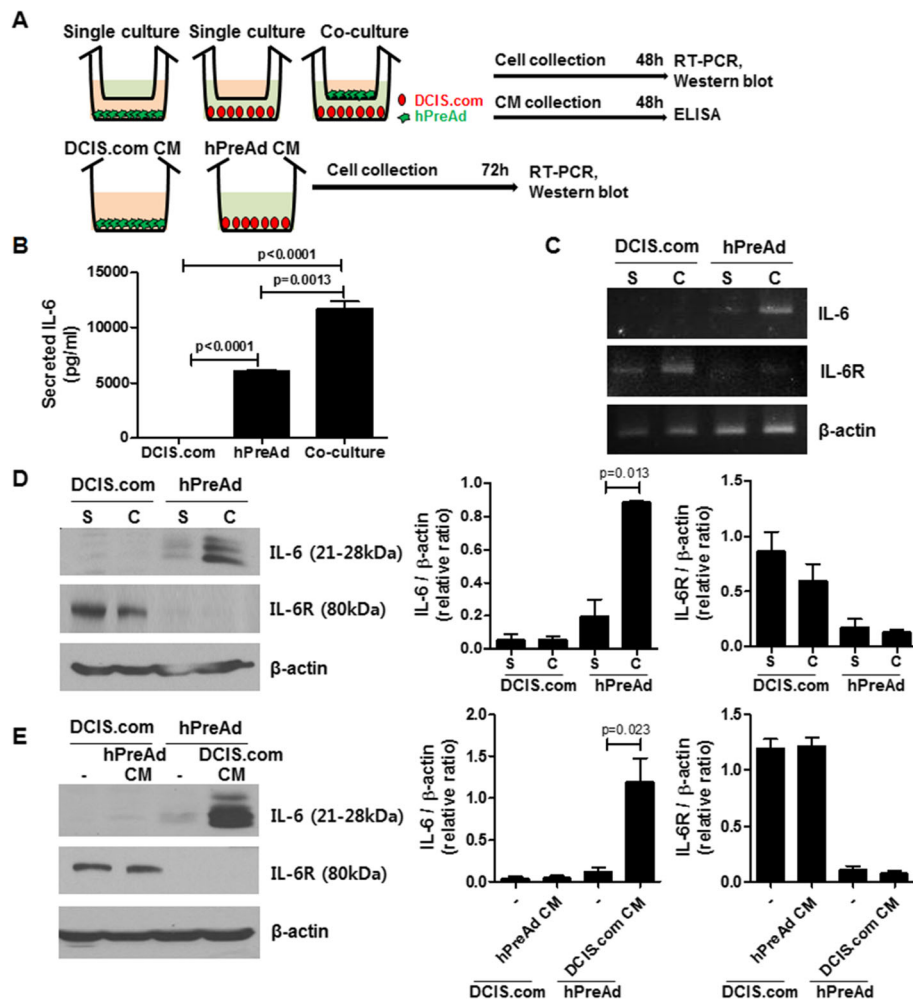 A
Single culture Single culture Co-culture
DCIS.com
hPreAd
Cell collection 48h RT-PCR,
Western blot
CM collection 48h ELISA
DCIS.com CM hPreAd CM
Cell collection 72h RT-PCR,
Western blot
B
Secreted IL-6
(pg/ml)
15000
10000
5000
0
p<0.0001
p=0.0013
p<0.0001
DCIS.com hPreAd Co-culture
C
DCIS.com hPreAd
S C S C
IL-6
IL-6R
β-actin
D
DCIS.com hPreAd
S C S C
IL-6 (21-28kDa)
IL-6R (80kDa)
β-actin
IL-6 / β-actin
(relative ratio)
1.0
0.8
0.6
0.4
0.2
0.0
p=0.013
S C S C
DCIS.com hPreAd
IL-6R / β-actin
(relative ratio)
1.5
1.0
0.5
0.0
S C S C
DCIS.com hPreAd
E
DCIS.com hPreAd
- hPreAd CM - DCIS.com CM
IL-6 (21-28kDa)
IL-6R (80kDa)
β-actin
IL-6 / β-actin
(relative ratio)
2.0
1.5
1.0
0.5
0.0
p=0.023
- hPreAd CM - DCIS.com CM
DCIS.com hPreAd
IL-6R / β-actin
(relative ratio)
1.5
1.0
0.5
0.0
- hPreAd CM - DCIS.com CM
DCIS.com hPreAd